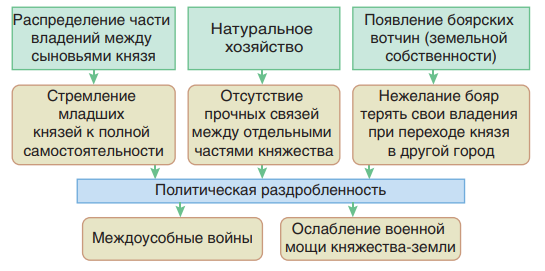 Распределение части
владений между
сыновьями князя
Натуральное
хозяйство
Появление боярских
вотчин (земельной
собственности)
Стремление
младших
князей к полной
самостоятельности
Отсутствие
прочных связей
между отдельными
частями княжества
Нежелание бояр
терять свои владения
при переходе князя
в другой город
Политическая раздробленность
Междоусобные войны
Ослабление военной
мощи княжества-земли